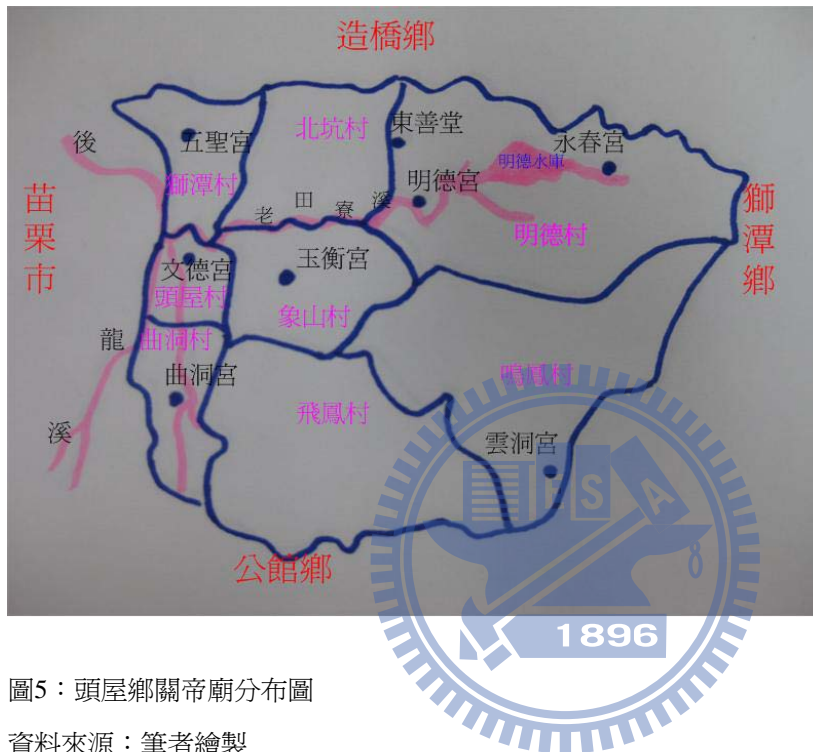 造橋鄉
五聖宮
北坑村
東善堂
永春宮
後
明德水庫
獅潭村
明德宮
苗栗市
獅潭鄉
老田寮溪
明德村
文德宮
玉衡宮
頭屋村
象山村
龍
曲洞村
曲洞宮
鳴鳳村
飛鳳村
溪
雲洞宮
公館鄉
ESA
1896
圖5：頭屋鄉關帝廟分布圖
資料來源：筆者繪製